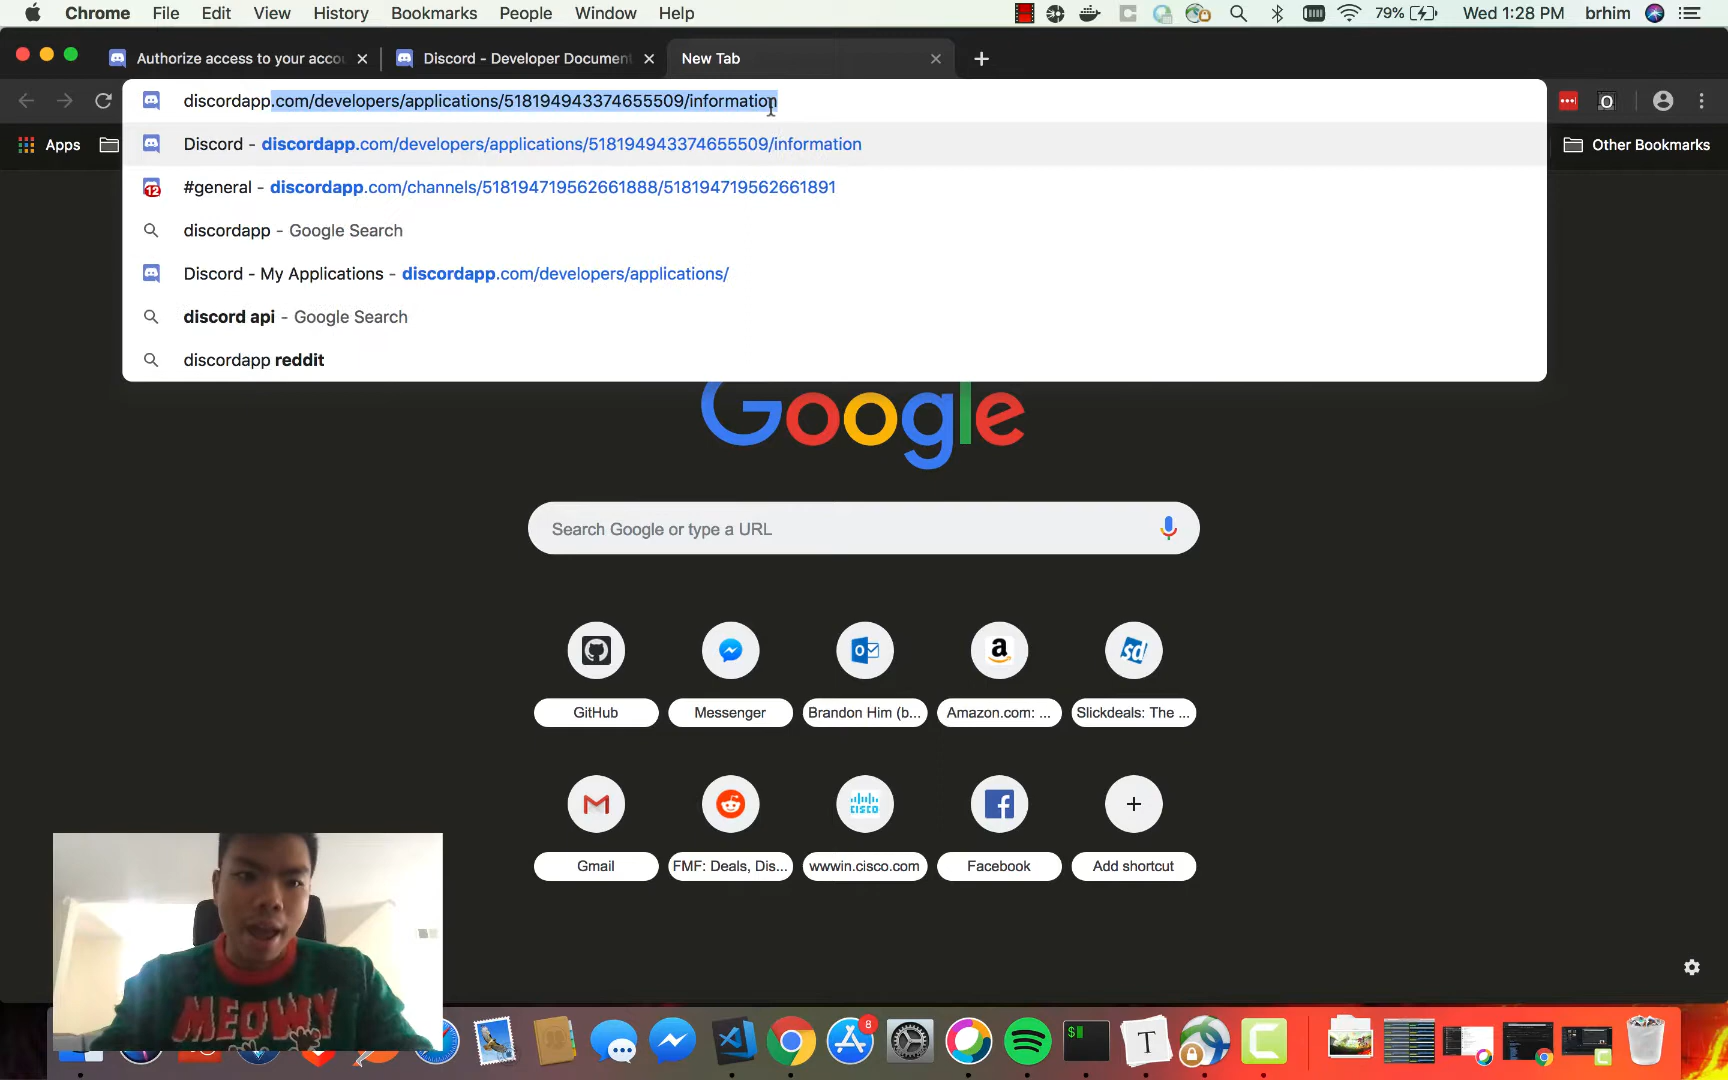 Chrome File Edit View History Bookmarks People Window Help 79% Wed 1:28 PM brhim
Authorize access to your accou Discord - Developer Document New Tab
discordapp.com/developers/applications/518194943374655509/information
Apps Discord - discordapp.com/developers/applications/518194943374655509/information Other Bookmarks
12 #general - discordapp.com/channels/518194719562661888/518194719562661891
discordapp - Google Search
Discord - My Applications - discordapp.com/developers/applications/
discord api - Google Search
discordapp reddit
Google
Search Google or type a URL
GitHub Messenger Brandon Him (b... Amazon.com: ... Slickdeals: The ...
Gmail FMF: Deals, Dis... wwwin.cisco.com Facebook Add shortcut
MEOWY
8